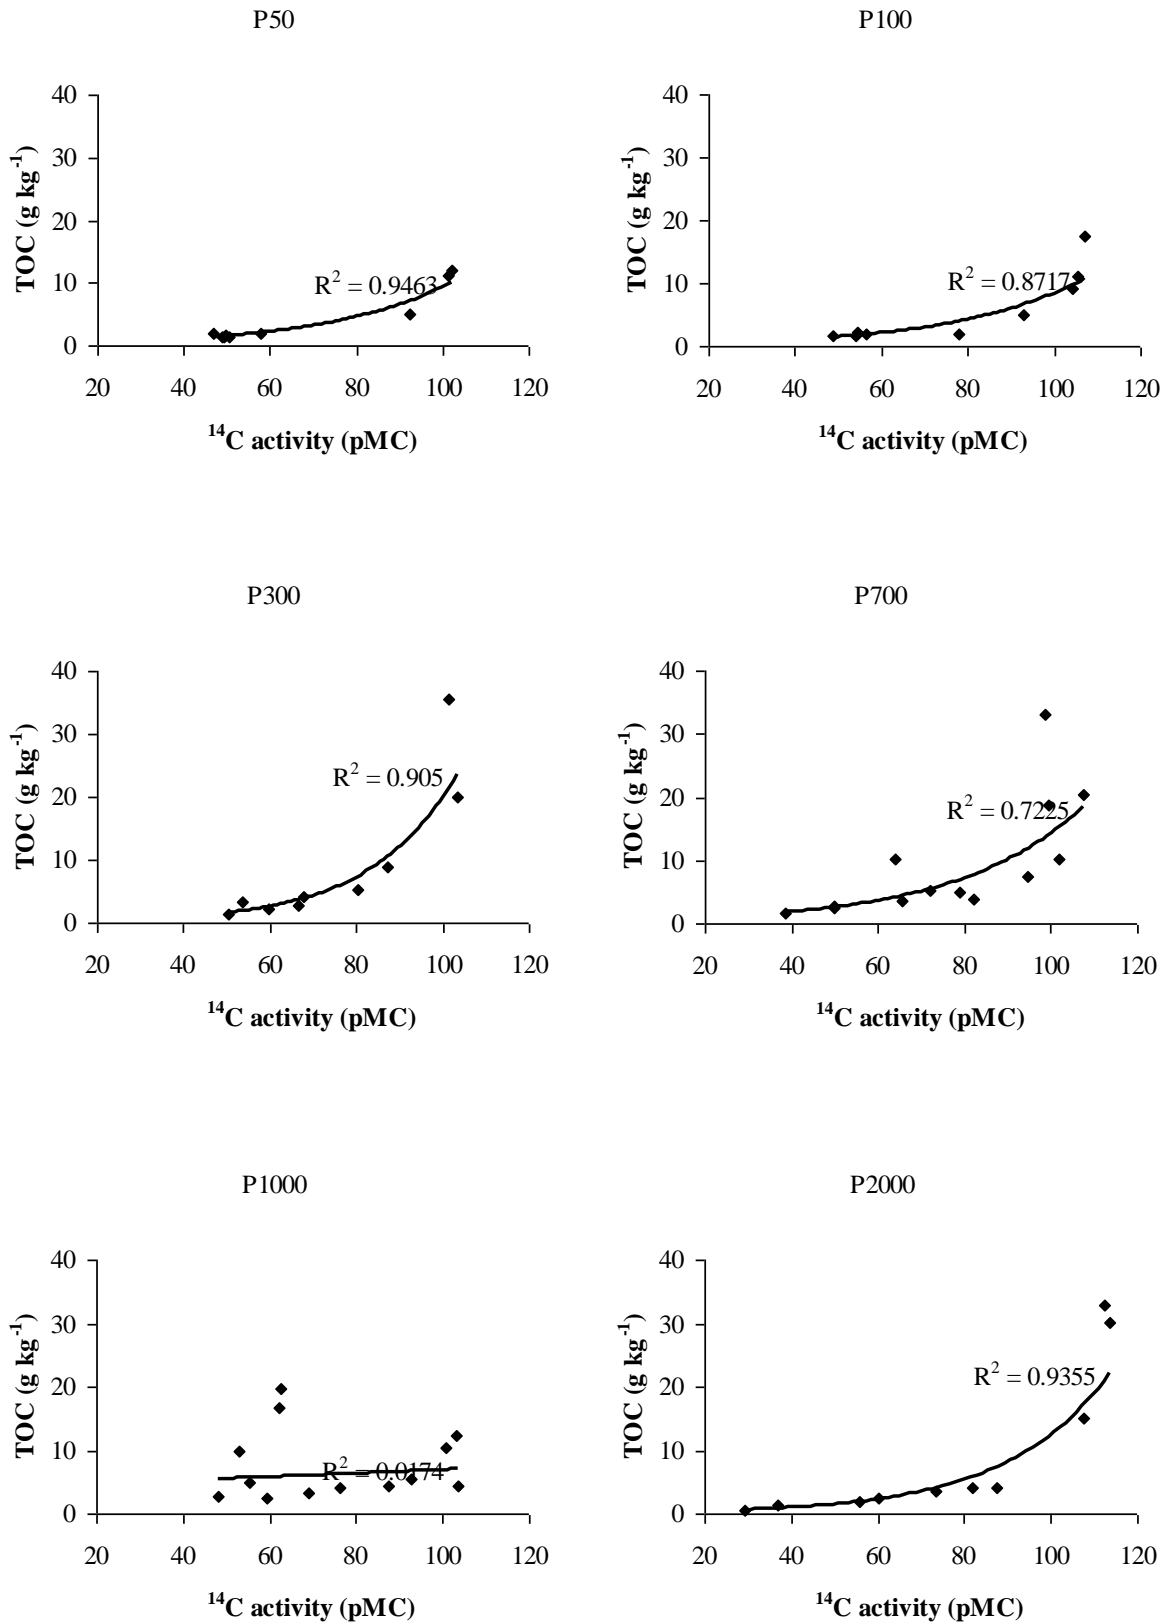 P50
P100
40
30
20
10
0
TOC (g kg⁻¹)
R² = 0.9463
20 40 60 80 100 120
¹⁴C activity (pMC)
40
30
20
10
0
TOC (g kg⁻¹)
R² = 0.8717
20 40 60 80 100 120
¹⁴C activity (pMC)
P300
P700
40
30
20
10
0
TOC (g kg⁻¹)
R² = 0.905
20 40 60 80 100 120
¹⁴C activity (pMC)
40
30
20
10
0
TOC (g kg⁻¹)
R² = 0.7225
20 40 60 80 100 120
¹⁴C activity (pMC)
P1000
P2000
40
30
20
10
0
TOC (g kg⁻¹)
R² = 0.0174
20 40 60 80 100 120
¹⁴C activity (pMC)
40
30
20
10
0
TOC (g kg⁻¹)
R² = 0.9355
20 40 60 80 100 120
¹⁴C activity (pMC)